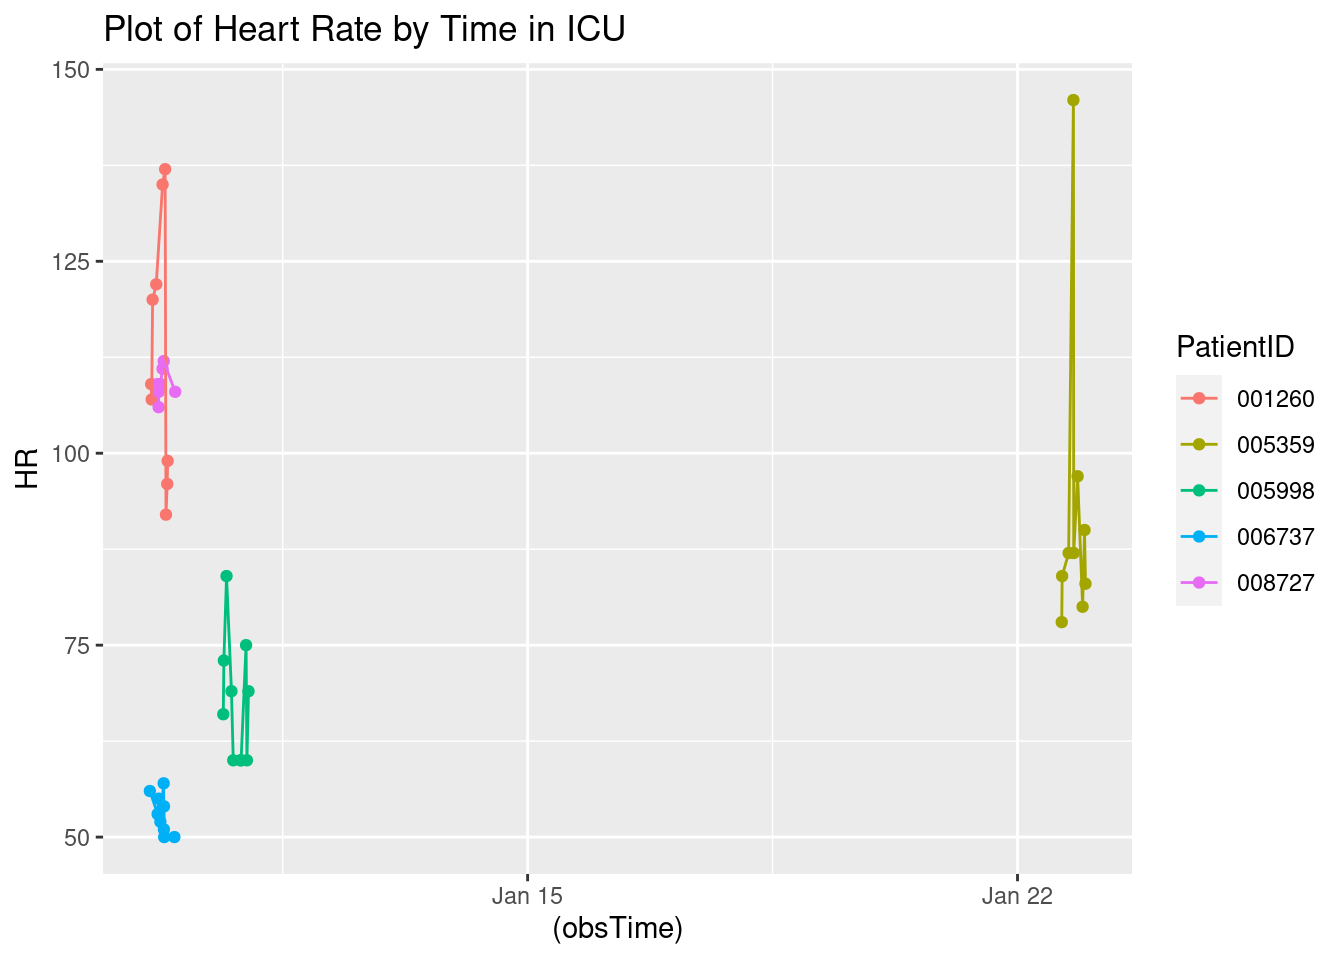 Plot of Heart Rate by Time in ICU
150
125
100
75
50
HR
Jan 15
Jan 22
(obsTime)
PatientID
001260
005359
005998
006737
008727